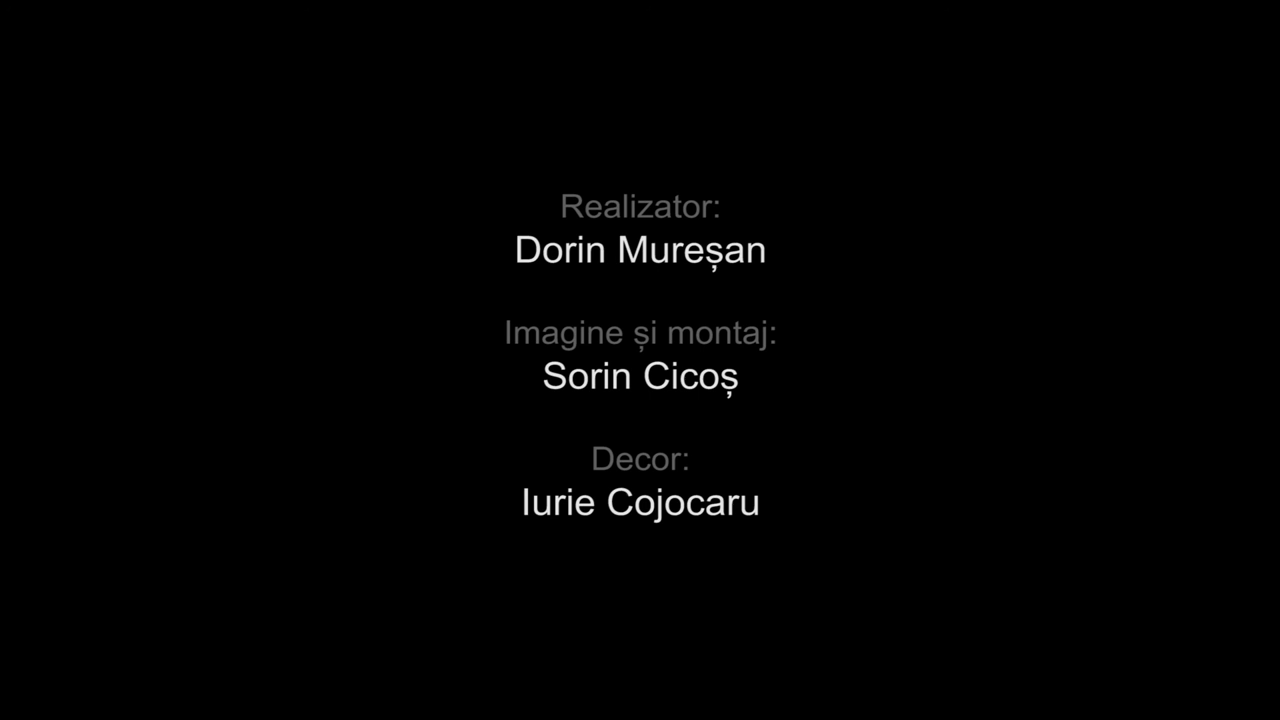 Realizator:
Dorin Mureșan
Imagine și montaj:
Sorin Cicoș
Decor:
Iurie Cojocaru